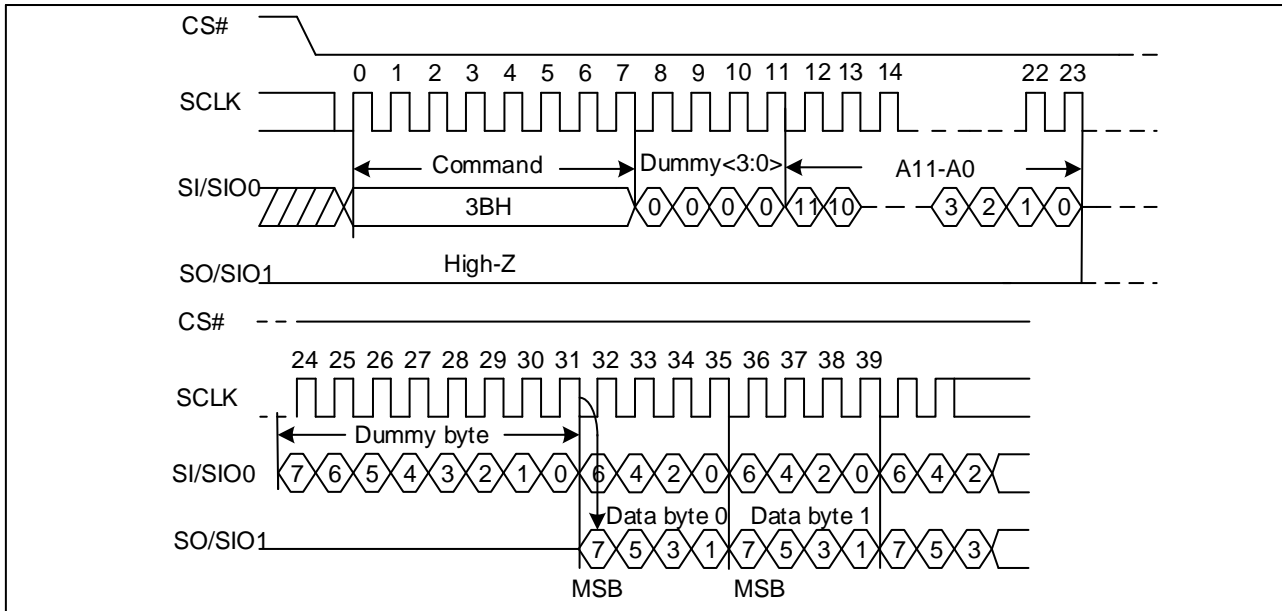 CS#
0 1 2 3 4 5 6 7 8 9 10 11 12 13 14 22 23
SCLK
Command Dummy<3:0> A11-A0
SI/SIO0
3BH 0 0 0 0 11 10 3 2 1 0
High-Z
SO/SIO1
CS#
24 25 26 27 28 29 30 31 32 33 34 35 36 37 38 39
SCLK
Dummy byte
SI/SIO0 7 6 5 4 3 2 1 0 6 4 2 0 6 4 2 0 6 4 2
Data byte 0 Data byte 1
SO/SIO1 7 5 3 1 7 5 3 1 7 5 3
MSB MSB